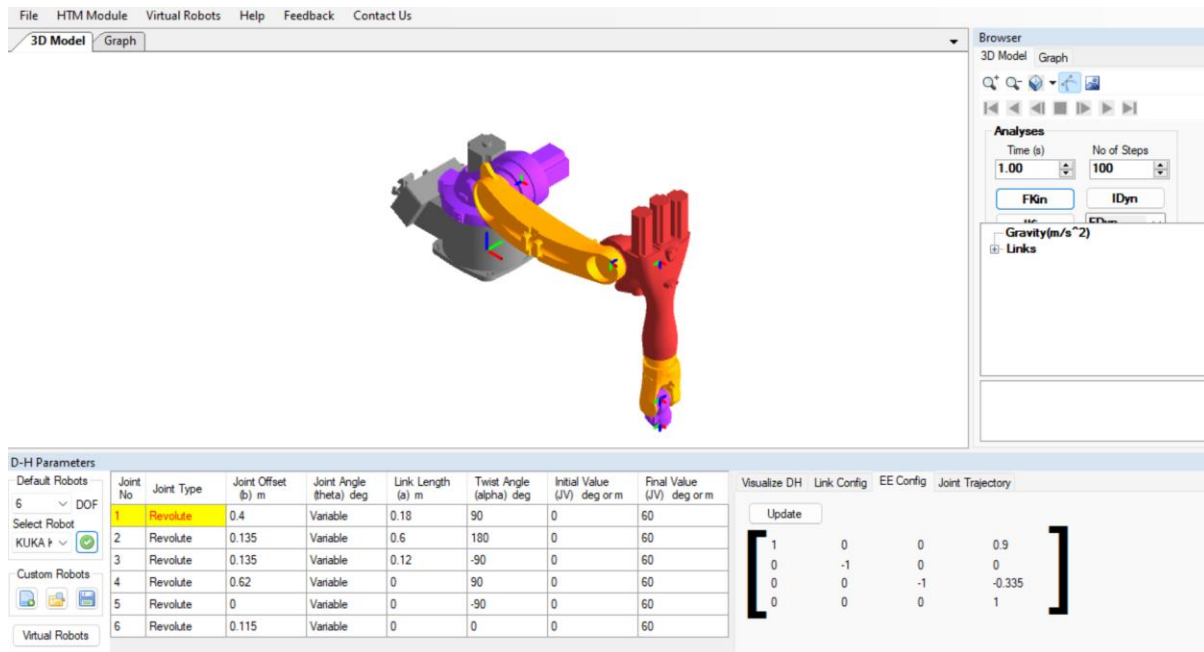 File HTM Module Virtual Robots Help Feedback Contact Us
3D Model Graph
Browser
3D Model Graph
Analyses
Time (s) No of Steps
1.00 100
FKin IDyn
Gravity(m/s^2)
Links
D-H Parameters
Default Robots
6 DOF
Select Robot
KUKA
Custom Robots
Virtual Robots
Joint No Joint Type Joint Offset (b) m Joint Angle (theta) deg Link Length (a) m Twist Angle (alpha) deg Initial Value (JV) deg or m Final Value (JV) deg or m
1 Revolute 0.4 Variable 0.18 90 0 60
2 Revolute 0.135 Variable 0.6 180 0 60
3 Revolute 0.135 Variable 0.12 -90 0 60
4 Revolute 0.62 Variable 0 90 0 60
5 Revolute 0 Variable 0 -90 0 60
6 Revolute 0.115 Variable 0 0 0 60
Visualize DH Link Config EE Config Joint Trajectory
Update
1 0 0 0.9
0 -1 0 0
0 0 -1 -0.335
0 0 0 1